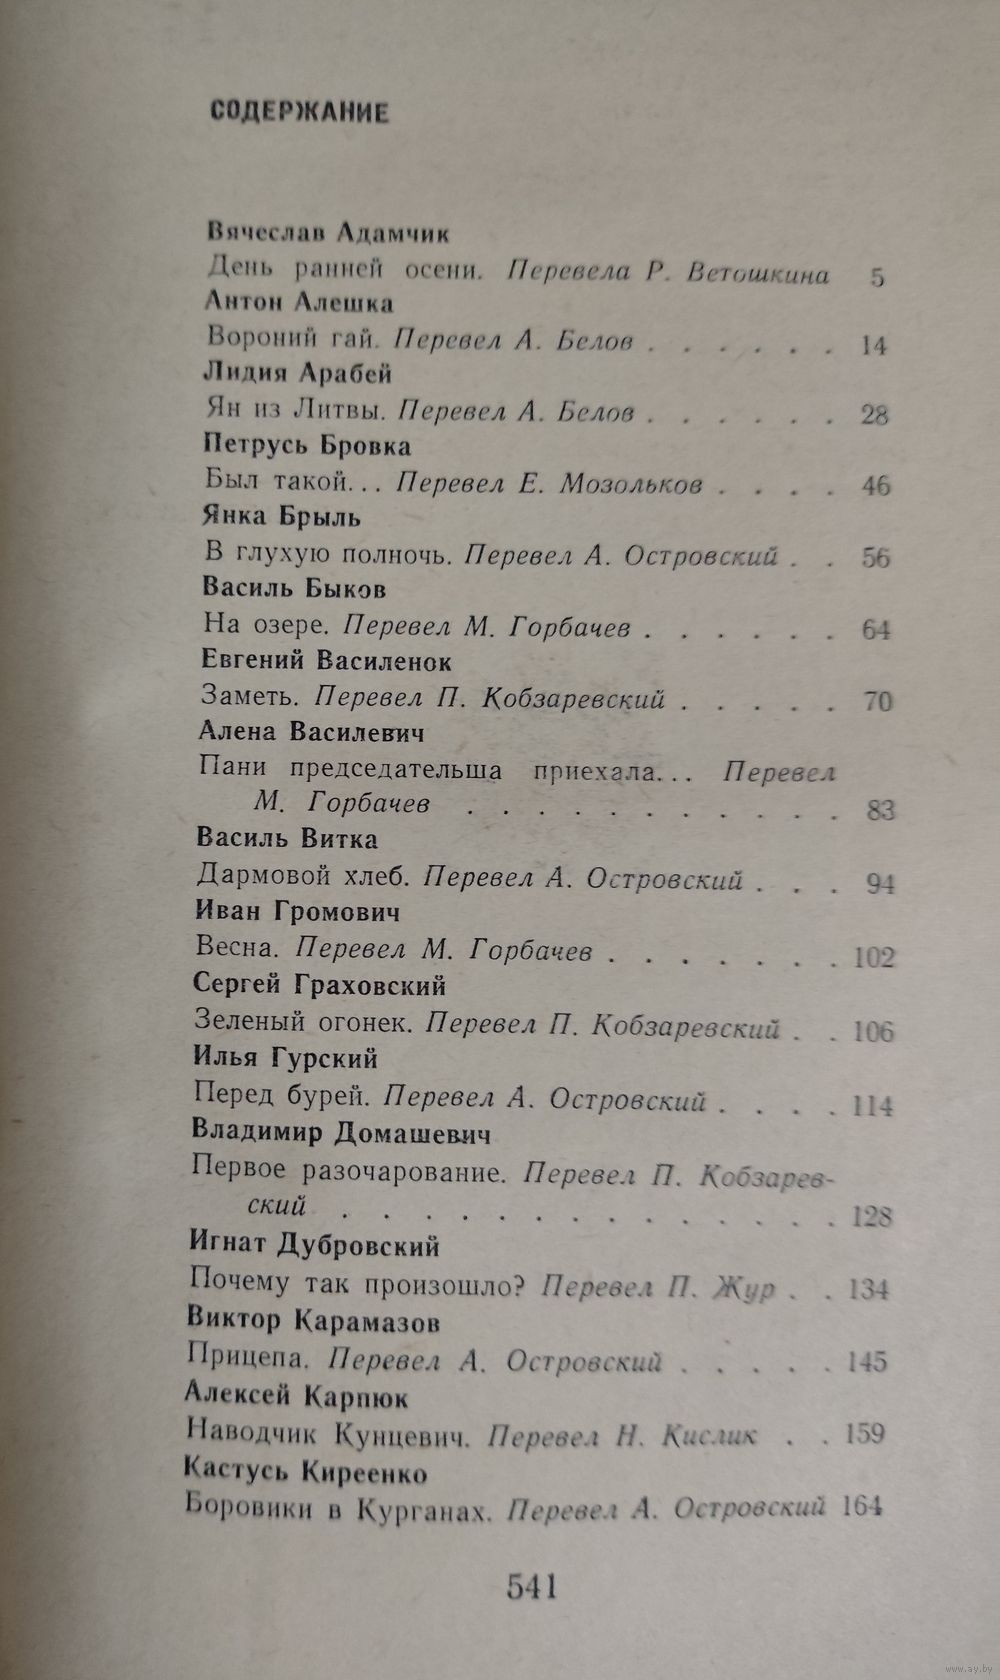 СОДЕРЖАНИЕ
Вячеслав Адамчик
День ранней осени. Перевела Р. Ветошкина 5
Антон Алешка
Вороний гай. Перевел А. Белов . . . . . . 14
Лидия Арабей
Ян из Литвы. Перевел А. Белов . . . . . . 28
Петрусь Бровка
Был такой... Перевел Е. Мозольков . . . . 46
Янка Брыль
В глухую полночь. Перевел А. Островский . . 56
Василь Быков
На озере. Перевел М. Горбачев . . . . . . 64
Евгений Василенок
Заметь. Перевел П. Кобзаревский . . . . . 70
Алена Василевич
Пани председательша приехала... Перевел
М. Горбачев . . . . . . . . . . . 83
Василь Витка
Дармовой хлеб. Перевел А. Островский . . . 94
Иван Громович
Весна. Перевел М. Горбачев . . . . . . . 102
Сергей Граховский
Зеленый огонек. Перевел П. Кобзаревский . . 106
Илья Гурский
Перед бурей. Перевел А. Островский . . . . 114
Владимир Домашевич
Первое разочарование. Перевел П. Кобзарев-
ский . . . . . . . . . . . . . . 128
Игнат Дубровский
Почему так произошло? Перевел П. Жур . . 134
Виктор Карамазов
Прицепа. Перевел А. Островский . . . . . 145
Алексей Карпюк
Наводчик Кунцевич. Перевел Н. Кислик . . 159
Кастусь Киреенко
Боровики в Курганах. Перевел А. Островский 164
541
www.ay.by